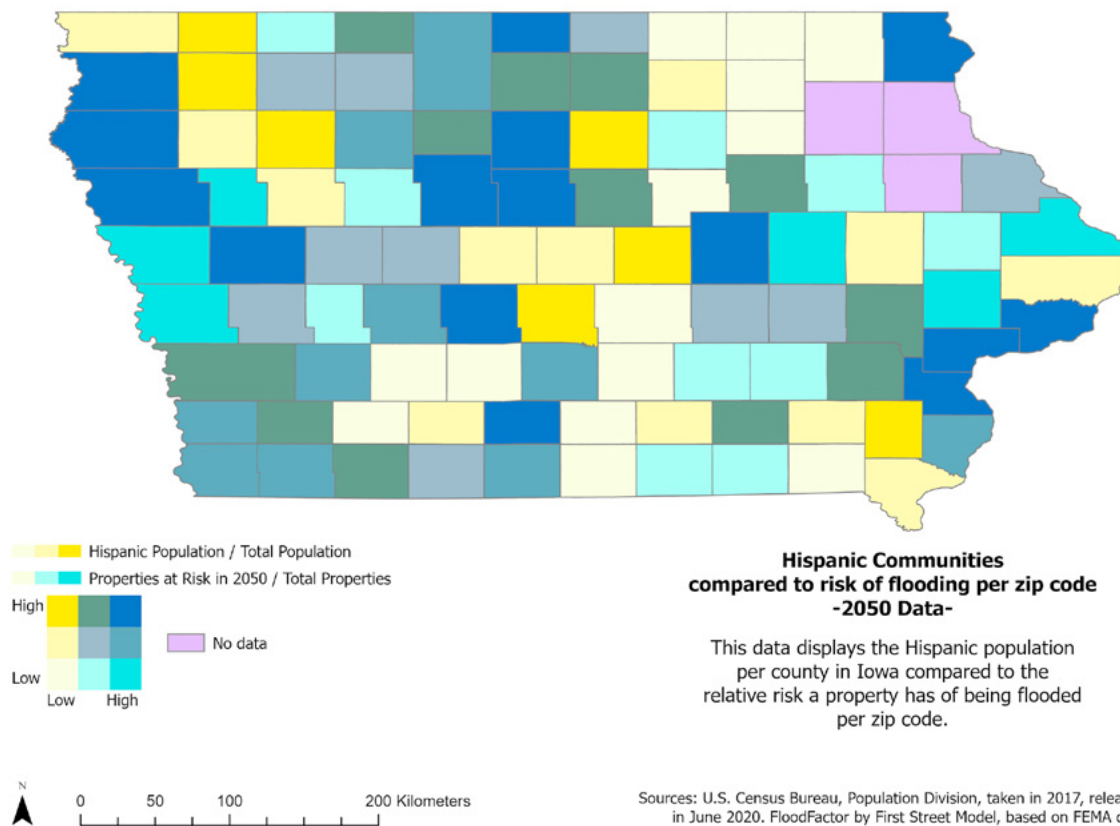 Hispanic Population / Total Population
Properties at Risk in 2050 / Total Properties
High
Low
Low High
No data
Hispanic Communities
compared to risk of flooding per zip code
-2050 Data-
This data displays the Hispanic population
per county in Iowa compared to the
relative risk a property has of being flooded
per zip code.
N
0 50 100 200 Kilometers
Sources: U.S. Census Bureau, Population Division, taken in 2017,
in June 2020. FloodFactor by First Street Model, based on FEMA